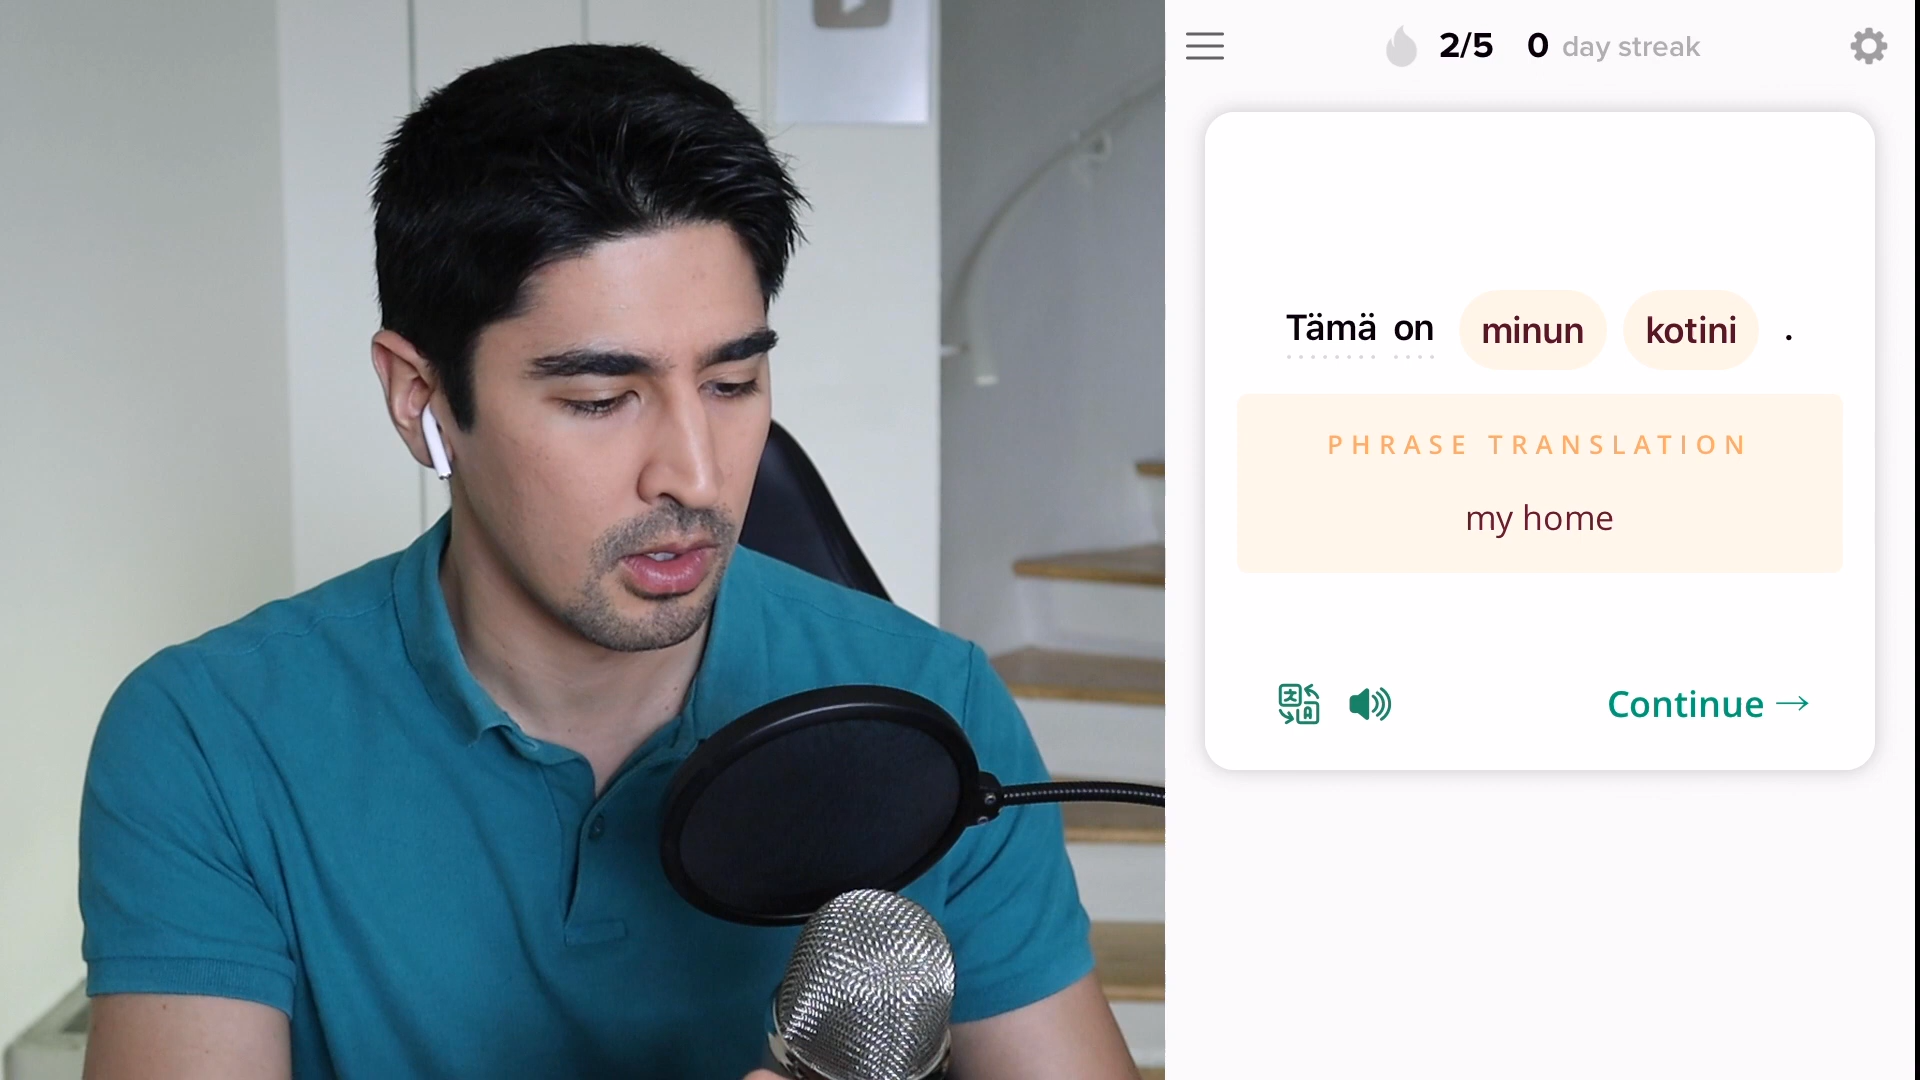 2/5 0 day streak
Tämä on minun kotini .
PHRASE TRANSLATION
my home
Continue →